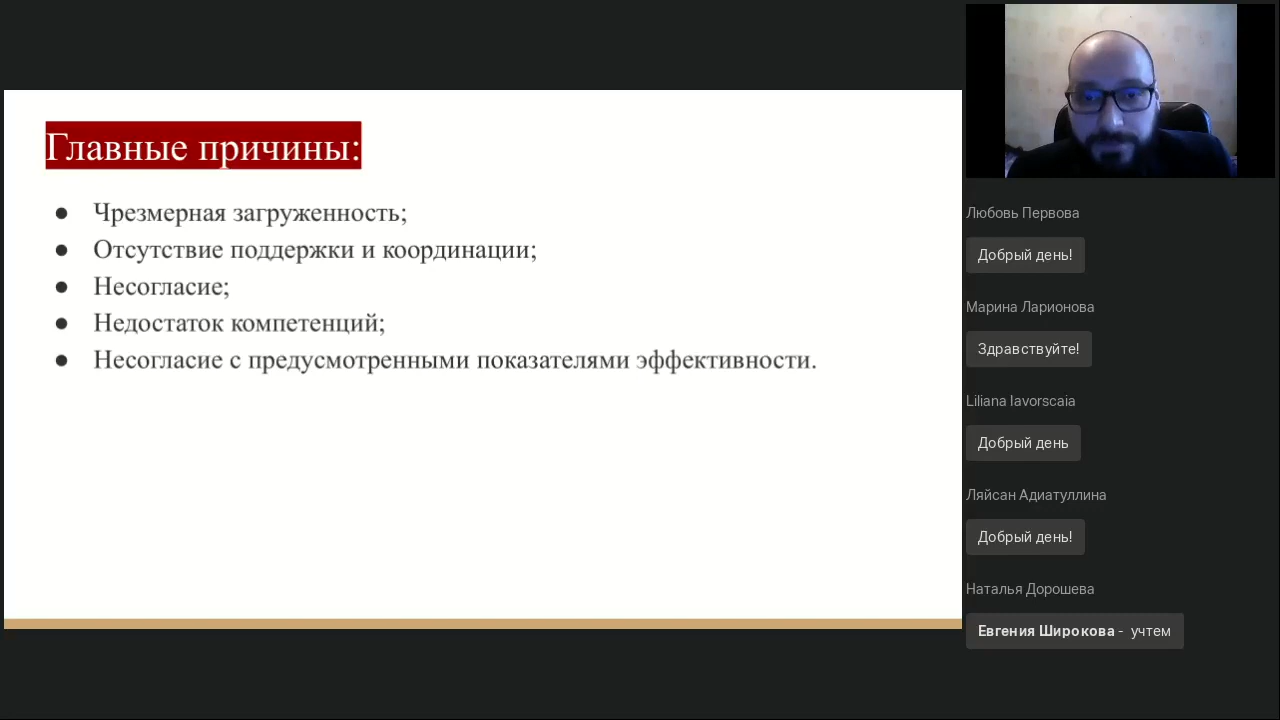 Главные причины:
● Чрезмерная загруженность;
● Отсутствие поддержки и координации;
● Несогласие;
● Недостаток компетенций;
● Несогласие с предусмотренными показателями эффективности.
Любовь Первова
Добрый день!
Марина Ларионова
Здравствуйте!
Liliana Iavorscaia
Добрый день
Ляйсан Адиатуллина
Добрый день!
Наталья Дорошева
Евгения Широкова - учтем